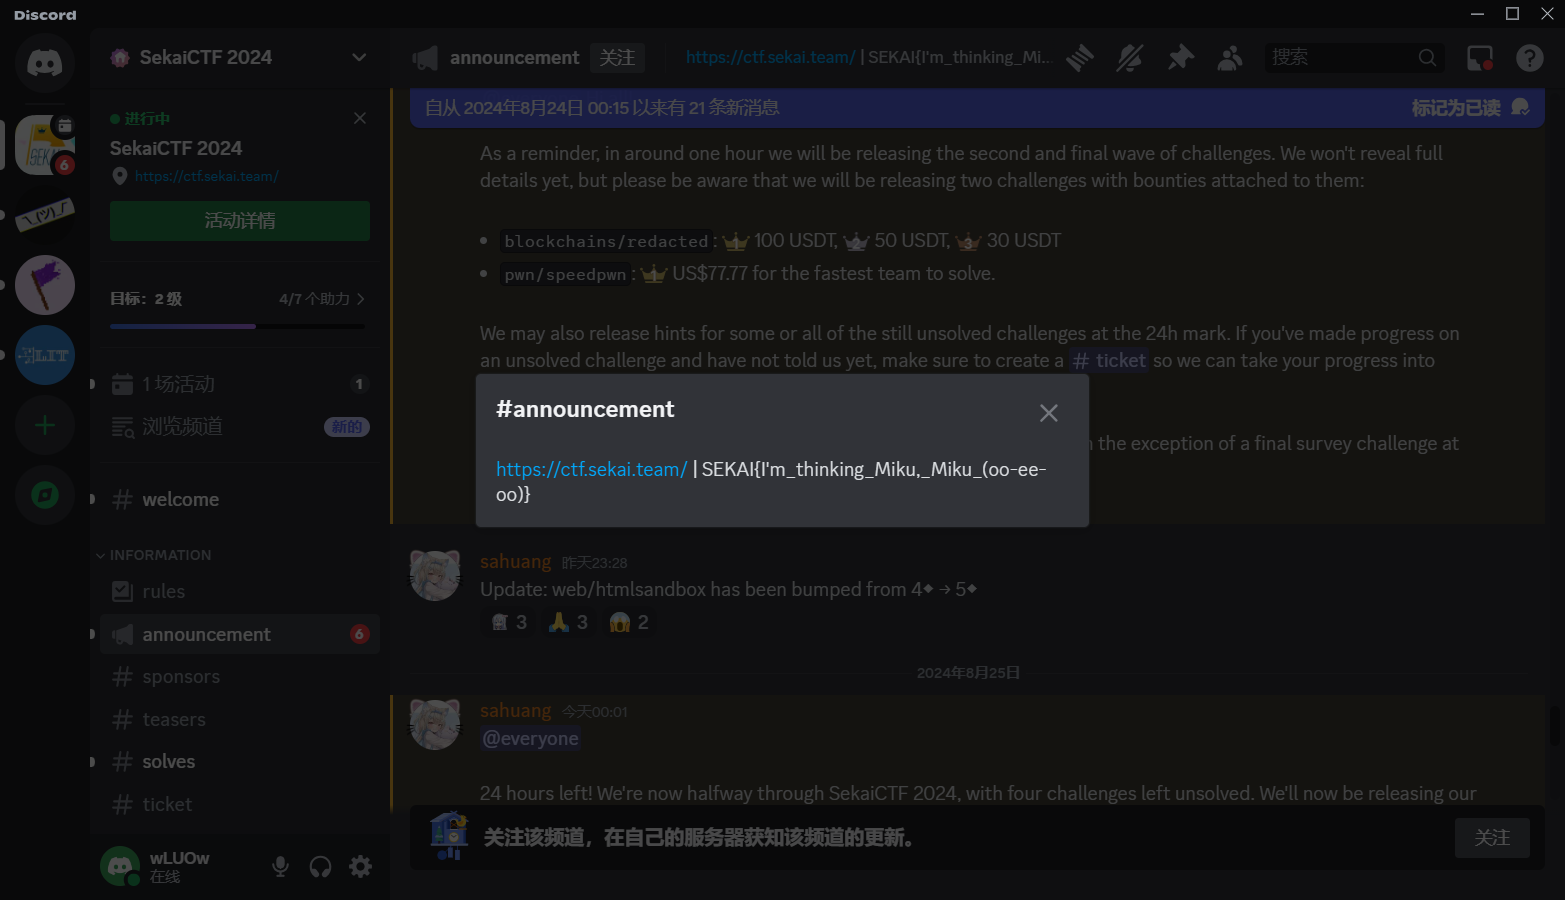 Discord
SekaiCTF 2024
announcement
关注
https://ctf.sekai.team/ | SEKAI{I'm_thinking_Mi...
搜索
进行中
SekaiCTF 2024
https://ctf.sekai.team/
活动详情
目标：2 级
4/7 个助力
1 场活动
1
浏览频道
新的
welcome
INFORMATION
rules
announcement
6
sponsors
teasers
solves
ticket
wLUOw
在线
6
LIT
自从 2024年8月24日 00:15 以来有 21 条新消息
标记为已读
As a reminder, in around one hour we will be releasing the second and final wave of challenges. We won't reveal full
details yet, but please be aware that we will be releasing two challenges with bounties attached to them:
• blockchains/redacted: 1 100 USDT, 2 50 USDT, 3 30 USDT
• pwn/speedpwn: 1 US$77.77 for the fastest team to solve.
We may also release hints for some or all of the still unsolved challenges at the 24h mark. If you've made progress on
an unsolved challenge and have not told us yet, make sure to create a # ticket so we can take your progress into
the exception of a final survey challenge at
#announcement
https://ctf.sekai.team/ | SEKAI{I'm_thinking_Miku,_Miku_(oo-ee-
oo)}
sahuang 昨天23:28
Update: web/htmlsandbox has been bumped from 4◆ → 5◆
3
3
2
2024年8月25日
sahuang 今天00:01
@everyone
24 hours left! We're now halfway through SekaiCTF 2024, with four challenges left unsolved. We'll now be releasing our
关注该频道，在自己的服务器获知该频道的更新。
关注